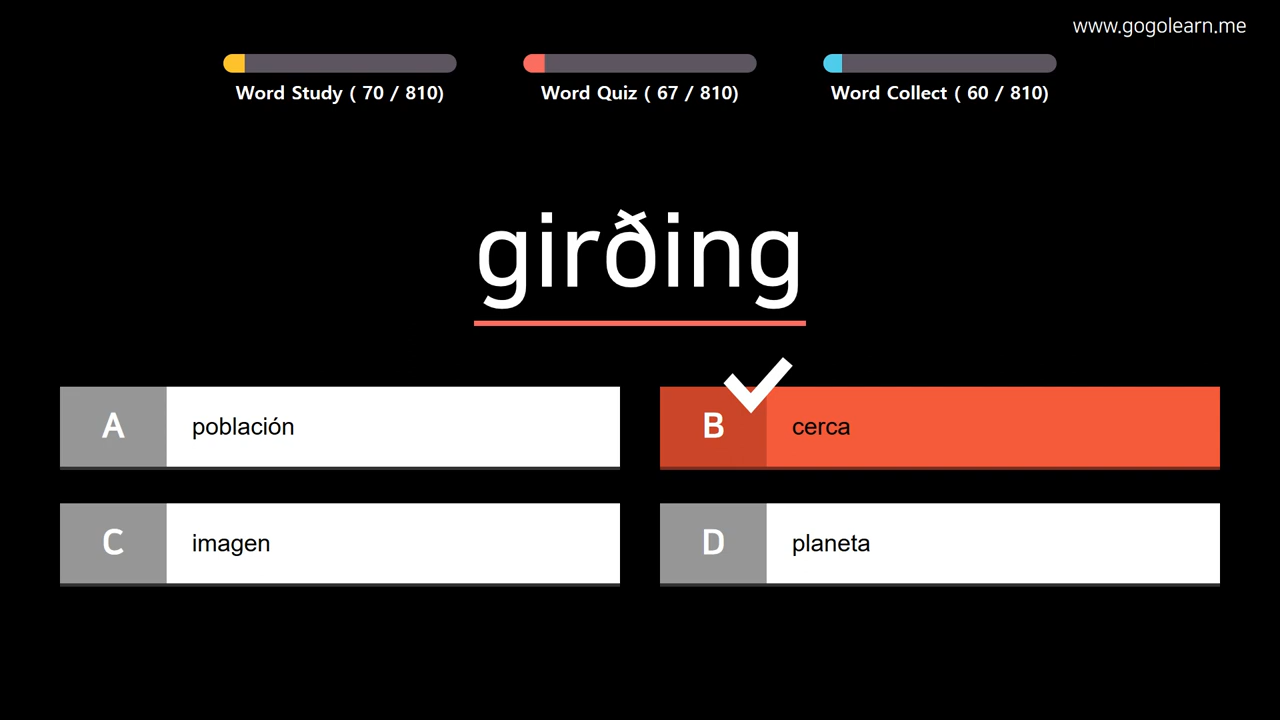 www.gogolearn.me
Word Study ( 70 / 810)
Word Quiz ( 67 / 810)
Word Collect ( 60 / 810)
girðing
A población
B cerca
C imagen
D planeta